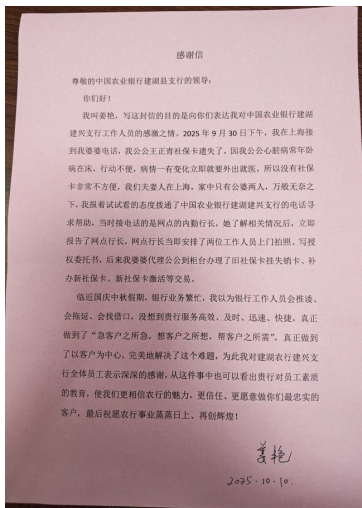 感谢信
尊敬的中国农业银行建湖县支行的领导：
你们好！
我叫姜艳，写这封信的目的是向你们表达我对中国农业银行建湖
建兴支行工作人员的感激之情。2025 年 9 月 30 日下午，我在上海接
到我婆婆电话，我公公王正青社保卡遗失了，因我公公心脏病常年卧
病在床，行动不便，病情一有变化立即就要外出就医，所以没有社保
卡非常不方便，我们夫妻人在上海，家中只有公婆两人，万般无奈之
下，我报着试试看的态度拨通了中国农业银行建湖建兴支行的电话寻
求帮助，当时接电话的是网点的内勤行长，她了解相关情况后，立即
报告了网点行长，网点行长当即安排了两位工作人员上门拍照、写授
权委托书，后来我婆婆代理公公到柜台办理了旧社保卡挂失销卡、补
办新社保卡、新社保卡激活等交易。
临近国庆中秋假期，银行业务繁忙，我以为银行工作人员会推诿、
会拖延、会找借口，没想到贵行服务高效、及时、迅速、快捷，真正
做到了“急客户之所急，想客户之所想，帮客户之所需”，真正做到
了以客户为中心，完美地解决了这个难题，为此我对建湖农行建兴支
行全体员工表示深深的感谢，从这件事中也可以看出贵行对员工素质
的教育，使我们更相信农行的魅力，更信任、更愿意做你们最忠实的
客户，最后祝愿农行事业蒸蒸日上、再创辉煌！
姜艳
2025.10.10.